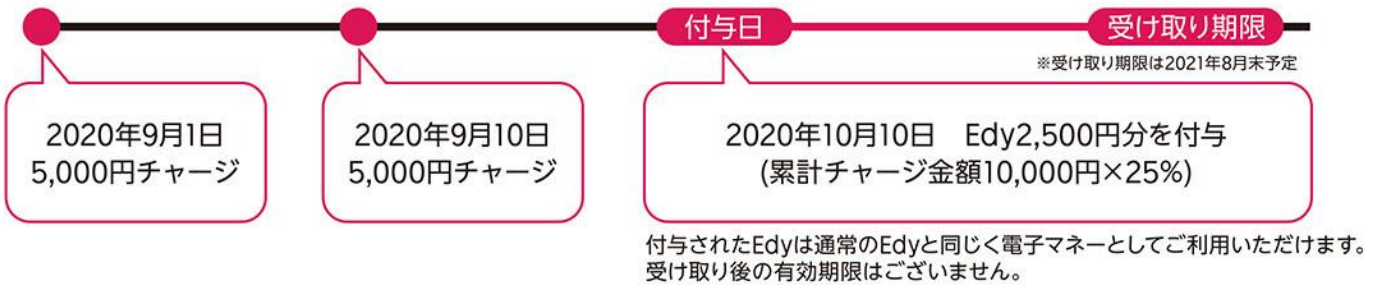 付与日
受け取り期限
※受け取り期限は2021年8月末予定
2020年9月1日
5,000円チャージ
2020年9月10日
5,000円チャージ
2020年10月10日　Edy2,500円分を付与
(累計チャージ金額10,000円×25%)
付与されたEdyは通常のEdyと同じく電子マネーとしてご利用いただけます。
受け取り後の有効期限はございません。